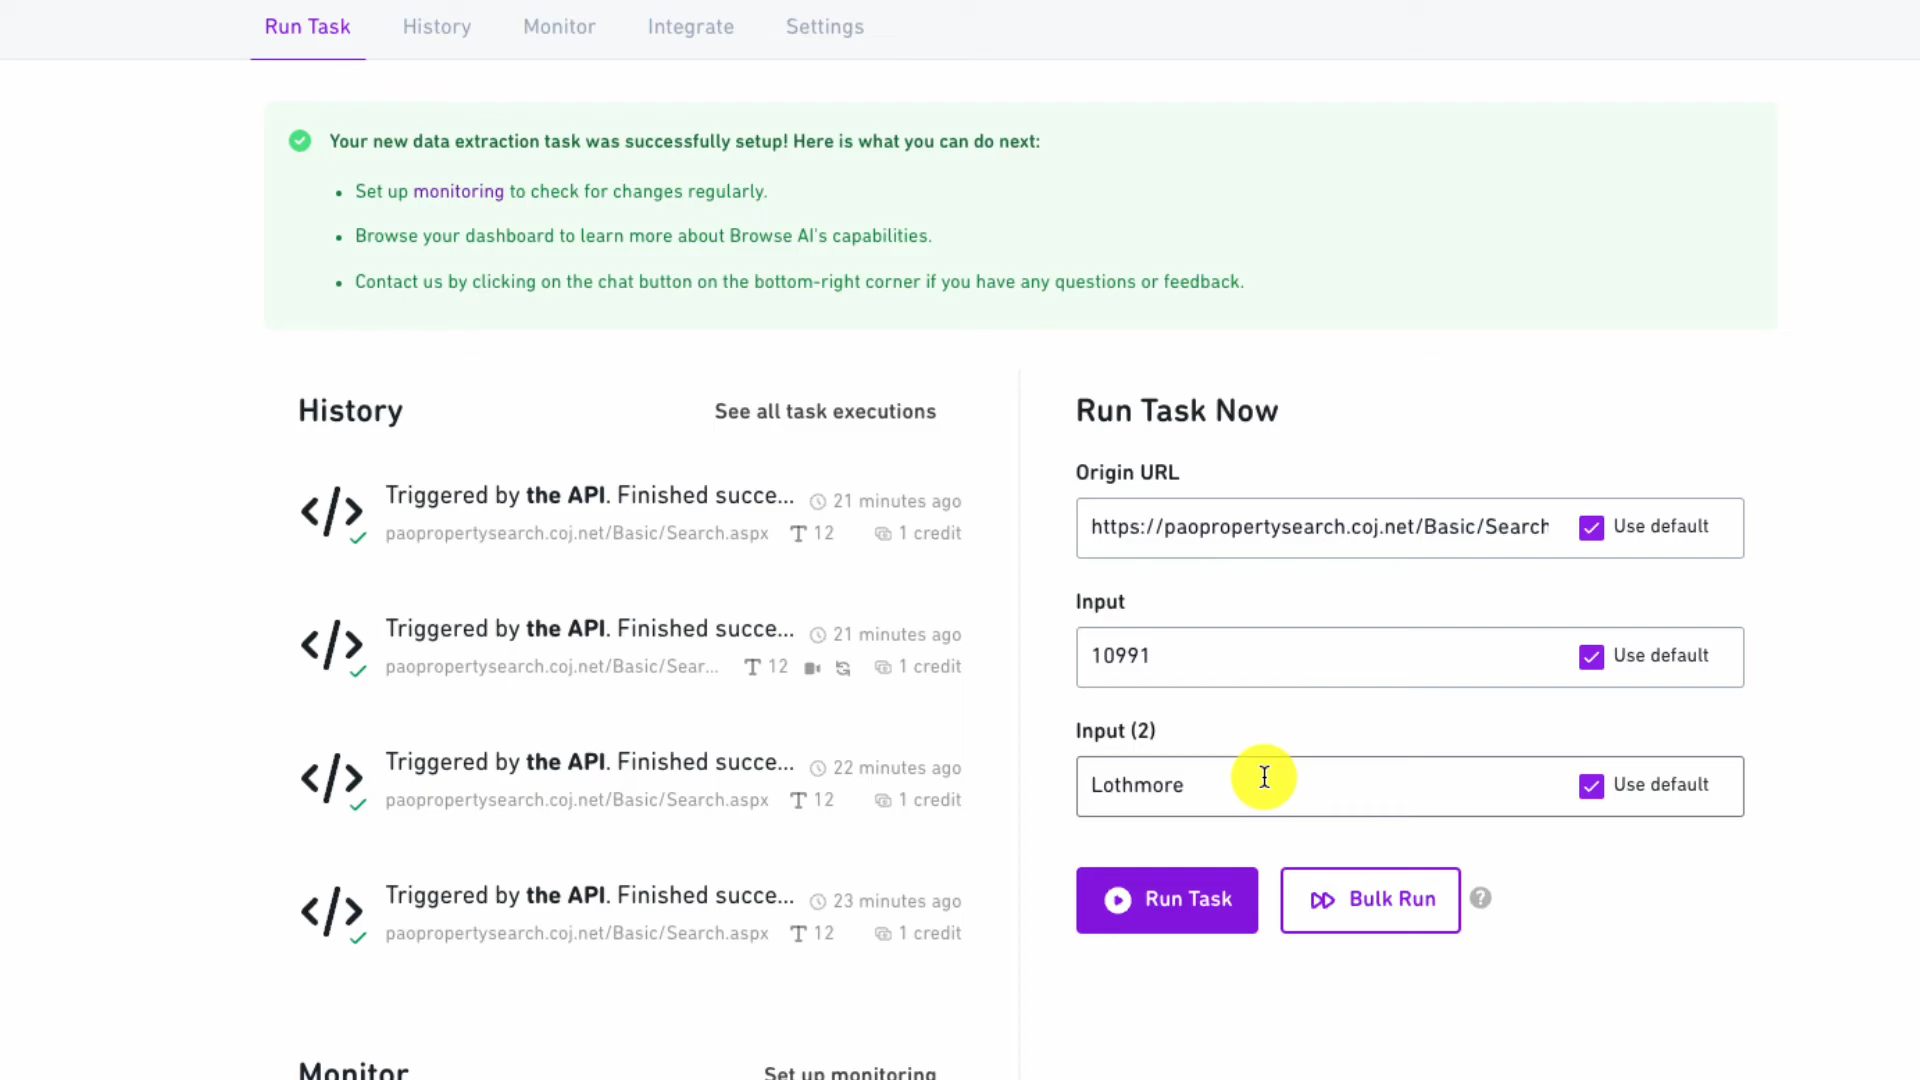 Run Task
History
Monitor
Integrate
Settings
Your new data extraction task was successfully setup! Here is what you can do next:
• Set up monitoring to check for changes regularly.
• Browse your dashboard to learn more about Browse AI's capabilities.
• Contact us by clicking on the chat button on the bottom-right corner if you have any questions or feedback.
History
See all task executions
Triggered by the API. Finished succe... 21 minutes ago
paopropertysearch.coj.net/Basic/Search.aspx T 12 1 credit
Triggered by the API. Finished succe... 21 minutes ago
paopropertysearch.coj.net/Basic/Sear... T 12 1 credit
Triggered by the API. Finished succe... 22 minutes ago
paopropertysearch.coj.net/Basic/Search.aspx T 12 1 credit
Triggered by the API. Finished succe... 23 minutes ago
paopropertysearch.coj.net/Basic/Search.aspx T 12 1 credit
Monitor
Set up monitoring
Run Task Now
Origin URL
https://paopropertysearch.coj.net/Basic/Search Use default
Input
10991 Use default
Input (2)
Lothmore Use default
Run Task
Bulk Run ?